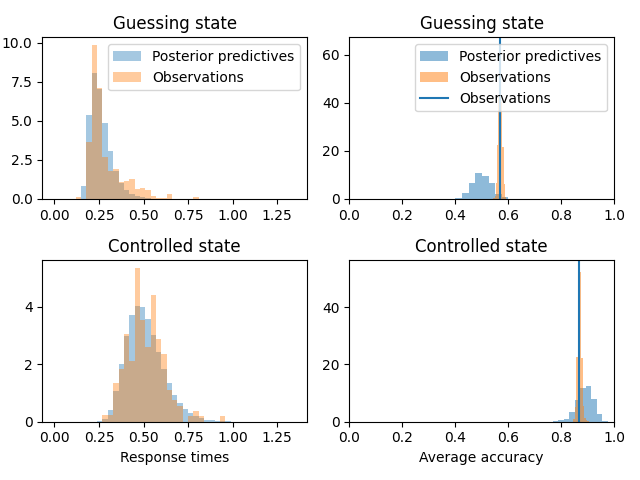 Guessing state
10.0
7.5
5.0
2.5
0.0
Posterior predictives
Observations
0.00 0.25 0.50 0.75 1.00 1.25
Guessing state
60
40
20
0
Posterior predictives
Observations
Observations
0.0 0.2 0.4 0.6 0.8 1.0
Controlled state
4
2
0
0.00 0.25 0.50 0.75 1.00 1.25
Response times
Controlled state
40
20
0
0.0 0.2 0.4 0.6 0.8 1.0
Average accuracy